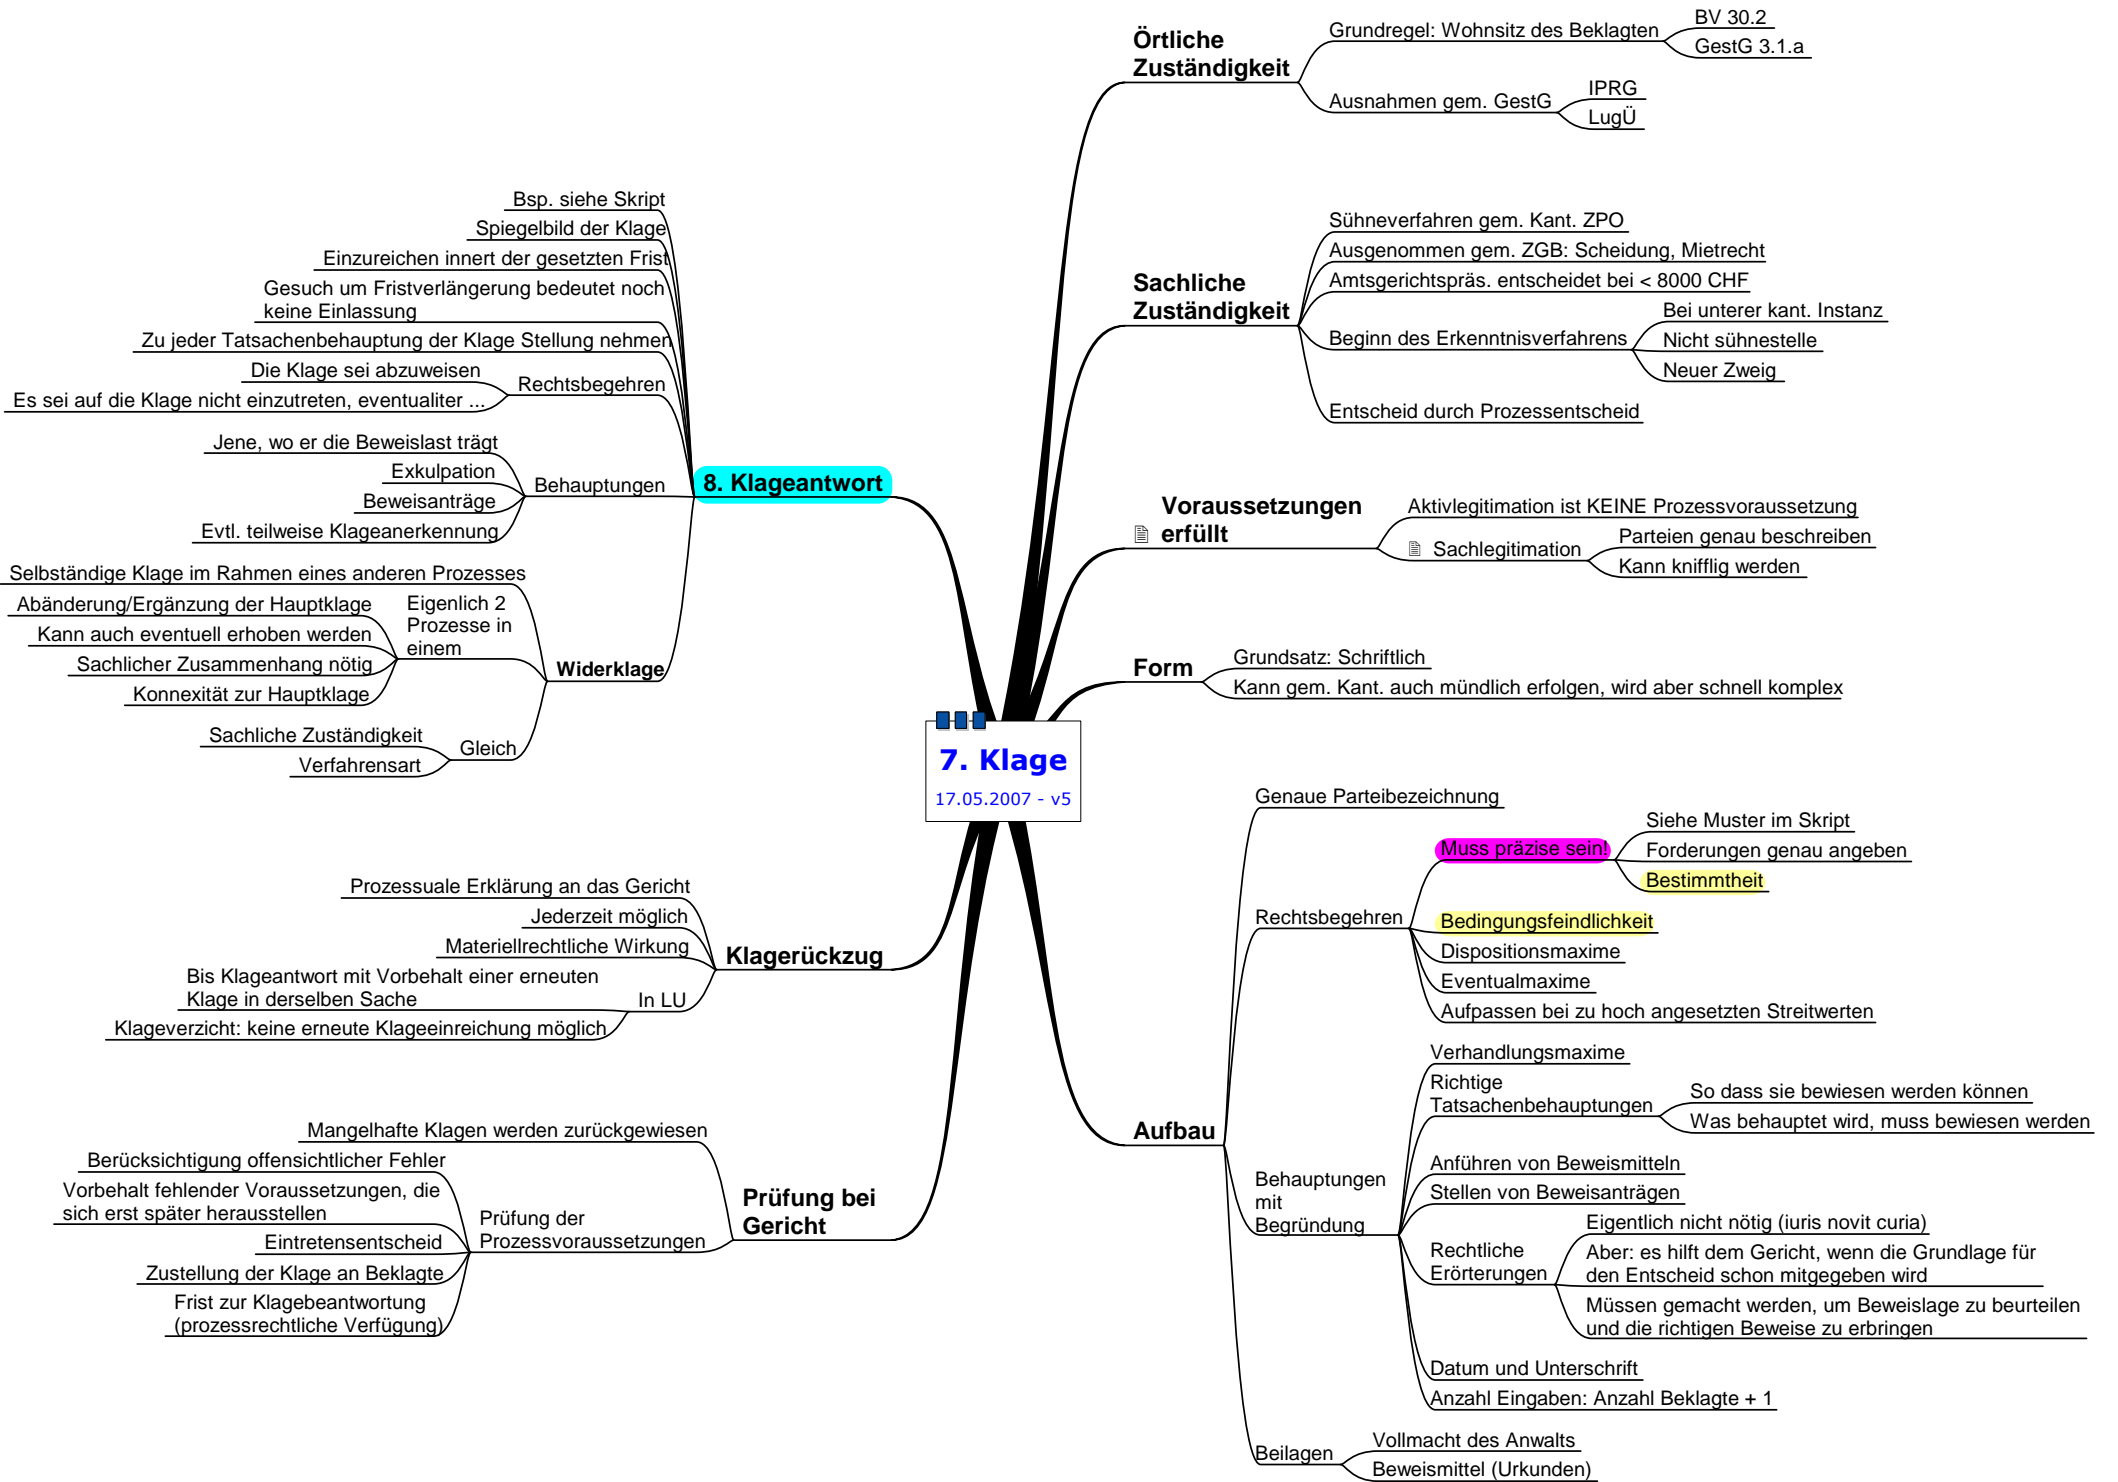 7. Klage
17.05.2007 - v5
Örtliche
Zuständigkeit
Grundregel: Wohnsitz des Beklagten
BV 30.2
GestG 3.1.a
Ausnahmen gem. GestG
IPRG
LugÜ
Sachliche
Zuständigkeit
Sühneverfahren gem. Kant. ZPO
Ausgenommen gem. ZGB: Scheidung, Mietrecht
Amtsgerichtspräs. entscheidet bei < 8000 CHF
Beginn des Erkenntnisverfahrens
Bei unterer kant. Instanz
Nicht sühnestelle
Neuer Zweig
Entscheid durch Prozessentscheid
Voraussetzungen
erfüllt
Aktivlegitimation ist KEINE Prozessvoraussetzung
Sachlegitimation
Parteien genau beschreiben
Kann knifflig werden
Form
Grundsatz: Schriftlich
Kann gem. Kant. auch mündlich erfolgen, wird aber schnell komplex
Aufbau
Genaue Parteibezeichnung
Rechtsbegehren
Muss präzise sein!
Siehe Muster im Skript
Forderungen genau angeben
Bestimmtheit
Bedingungsfeindlichkeit
Dispositionsmaxime
Eventualmaxime
Aufpassen bei zu hoch angesetzten Streitwerten
Behauptungen
mit
Begründung
Verhandlungsmaxime
Richtige
Tatsachenbehauptungen
So dass sie bewiesen werden können
Was behauptet wird, muss bewiesen werden
Anführen von Beweismitteln
Stellen von Beweisanträgen
Rechtliche
Erörterungen
Eigentlich nicht nötig (iuris novit curia)
Aber: es hilft dem Gericht, wenn die Grundlage für
den Entscheid schon mitgegeben wird
Müssen gemacht werden, um Beweislage zu beurteilen
und die richtigen Beweise zu erbringen
Datum und Unterschrift
Anzahl Eingaben: Anzahl Beklagte + 1
Beilagen
Vollmacht des Anwalts
Beweismittel (Urkunden)
Prüfung bei
Gericht
Mangelhafte Klagen werden zurückgewiesen
Prüfung der
Prozessvoraussetzungen
Berücksichtigung offensichtlicher Fehler
Vorbehalt fehlender Voraussetzungen, die
sich erst später herausstellen
Eintretensentscheid
Zustellung der Klage an Beklagte
Frist zur Klagebeantwortung
(prozessrechtliche Verfügung)
Klagerückzug
Prozessuale Erklärung an das Gericht
Jederzeit möglich
Materiellrechtliche Wirkung
In LU
Bis Klageantwort mit Vorbehalt einer erneuten
Klage in derselben Sache
Klageverzicht: keine erneute Klageeinreichung möglich
8. Klageantwort
Bsp. siehe Skript
Spiegelbild der Klage
Einzureichen innert der gesetzten Frist
Gesuch um Fristverlängerung bedeutet noch
keine Einlassung
Zu jeder Tatsachenbehauptung der Klage Stellung nehmen
Rechtsbegehren
Die Klage sei abzuweisen
Es sei auf die Klage nicht einzutreten, eventualiter ...
Behauptungen
Jene, wo er die Beweislast trägt
Exkulpation
Beweisanträge
Evtl. teilweise Klageanerkennung
Widerklage
Selbständige Klage im Rahmen eines anderen Prozesses
Eigenlich 2
Prozesse in
einem
Abänderung/Ergänzung der Hauptklage
Kann auch eventuell erhoben werden
Sachlicher Zusammenhang nötig
Konnexität zur Hauptklage
Gleich
Sachliche Zuständigkeit
Verfahrensart